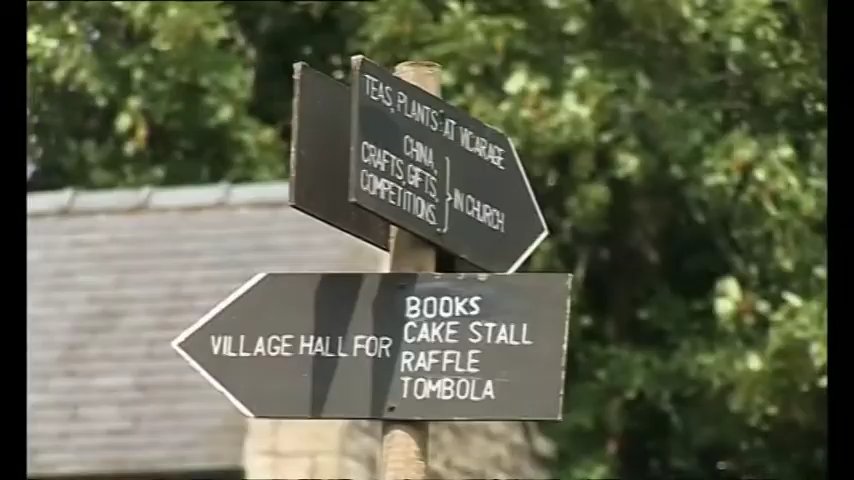 TEAS, PLANTS: AT VICARAGE
CHINA,
CRAFTS, GIFTS,
COMPETITIONS.
IN CHURCH
VILLAGE HALL FOR
BOOKS
CAKE STALL
RAFFLE
TOMBOLA